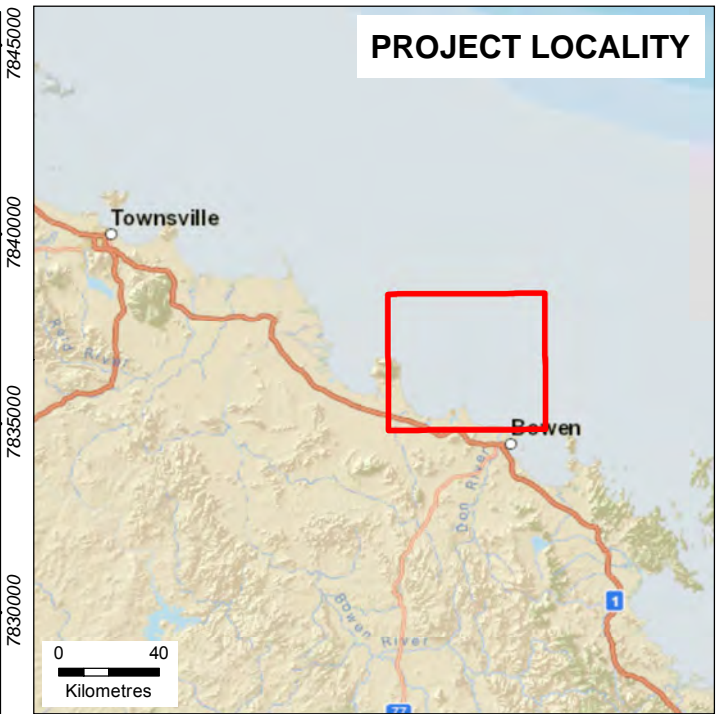 PROJECT LOCALITY
7845000
7840000
7835000
7830000
Townsville
Reid River
Bowen
Don River
Bowen River
1
77
0 40
Kilometres